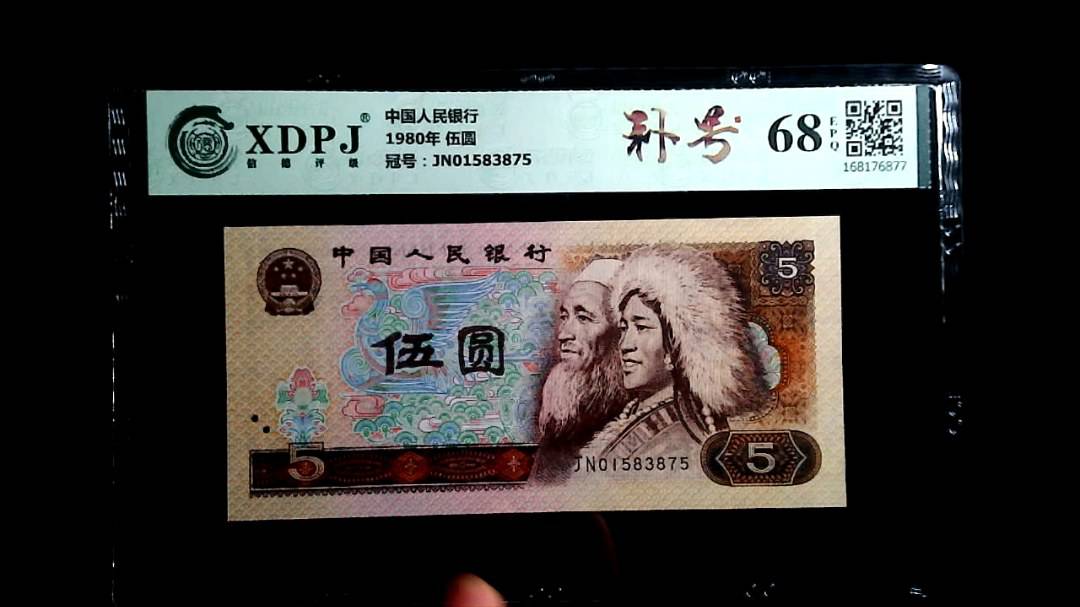 XDPJ®
信德评级
中国人民银行
1980年 伍圆
冠号：JN01583875
补号
68
EPQ
168176877
中国人民银行
5
伍圆
5
JN01583875
5